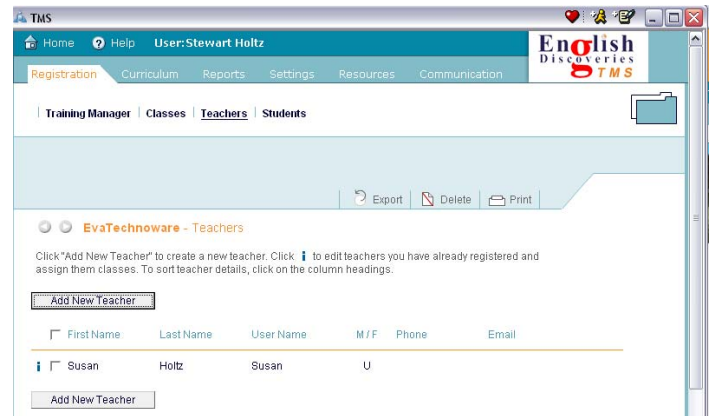 TMS
Home Help User:Stewart Holtz
English
Discoveries
TMS
Registration Curriculum Reports Settings Resources Communication
Training Manager Classes Teachers Students
Export Delete Print
EvaTechnoware - Teachers
Click "Add New Teacher" to create a new teacher. Click i to edit teachers you have already registered and
assign them classes. To sort teacher details, click on the column headings.
Add New Teacher
First Name Last Name User Name M / F Phone Email
i Susan Holtz Susan U
Add New Teacher